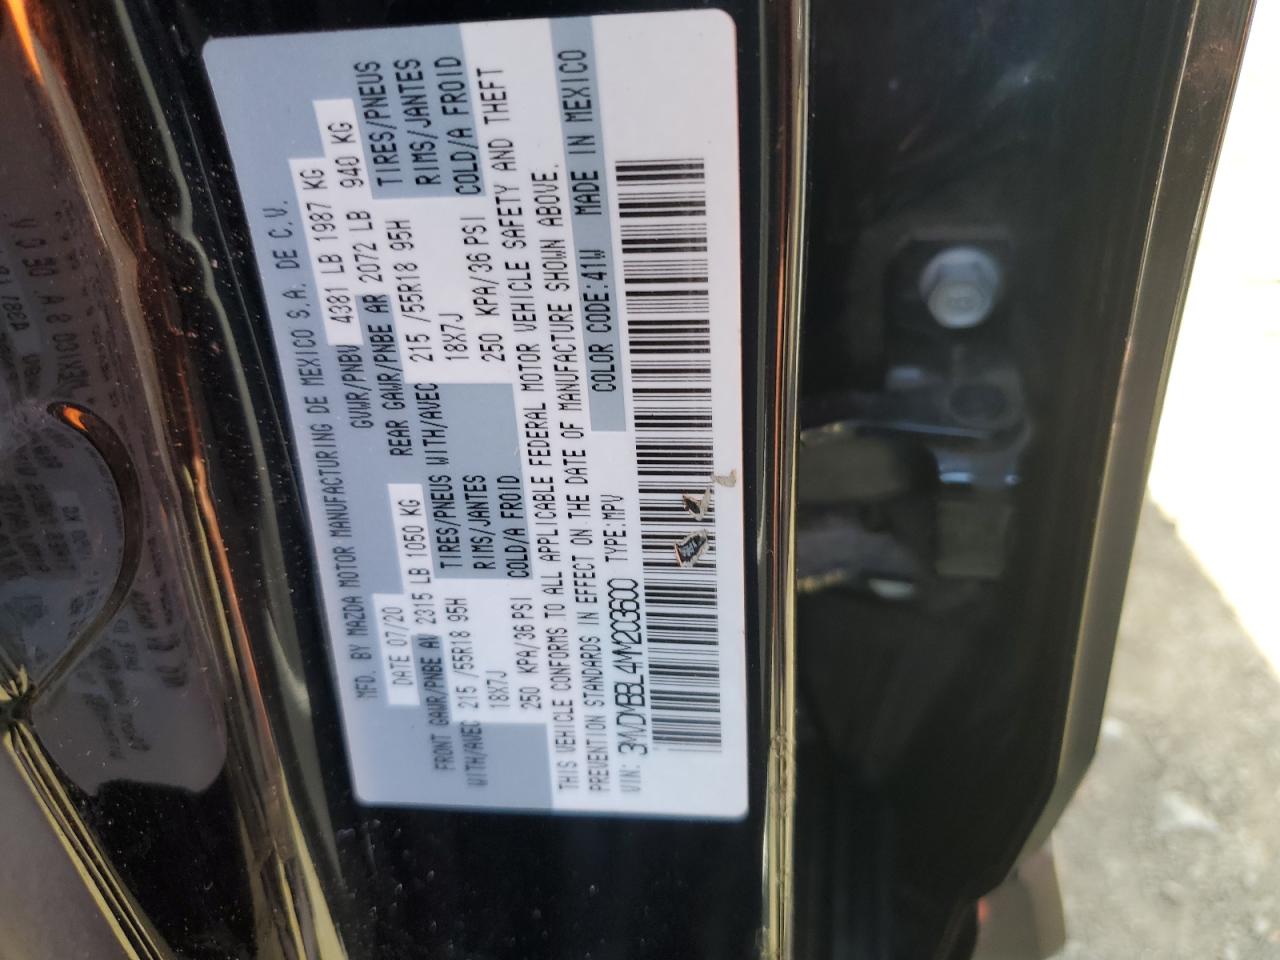 MFD. BY MAZDA MOTOR MANUFACTURING DE MEXICO S.A. DE C.V.
DATE 07/20 GVWR/PNBV 4381 LB 1987 KG
FRONT GAWR/PNBE AV 2315 LB 1050 KG REAR GAWR/PNBE AR 2072 LB 940 KG
WITH/AVEC 215 /55R18 95H TIRES/PNEUS WITH/AVEC 215 /55R18 95H TIRES/PNEUS
18X7J RIMS/JANTES 18X7J RIMS/JANTES
250 KPA/36 PSI COLD/A FROID 250 KPA/36 PSI COLD/A FROID
THIS VEHICLE CONFORMS TO ALL APPLICABLE FEDERAL MOTOR VEHICLE SAFETY AND THEFT
PREVENTION STANDARDS IN EFFECT ON THE DATE OF MANUFACTURE SHOWN ABOVE.
VIN: 3MVDMBBL4MM203600 TYPE:MPV COLOR CODE:41W MADE IN MEXICO